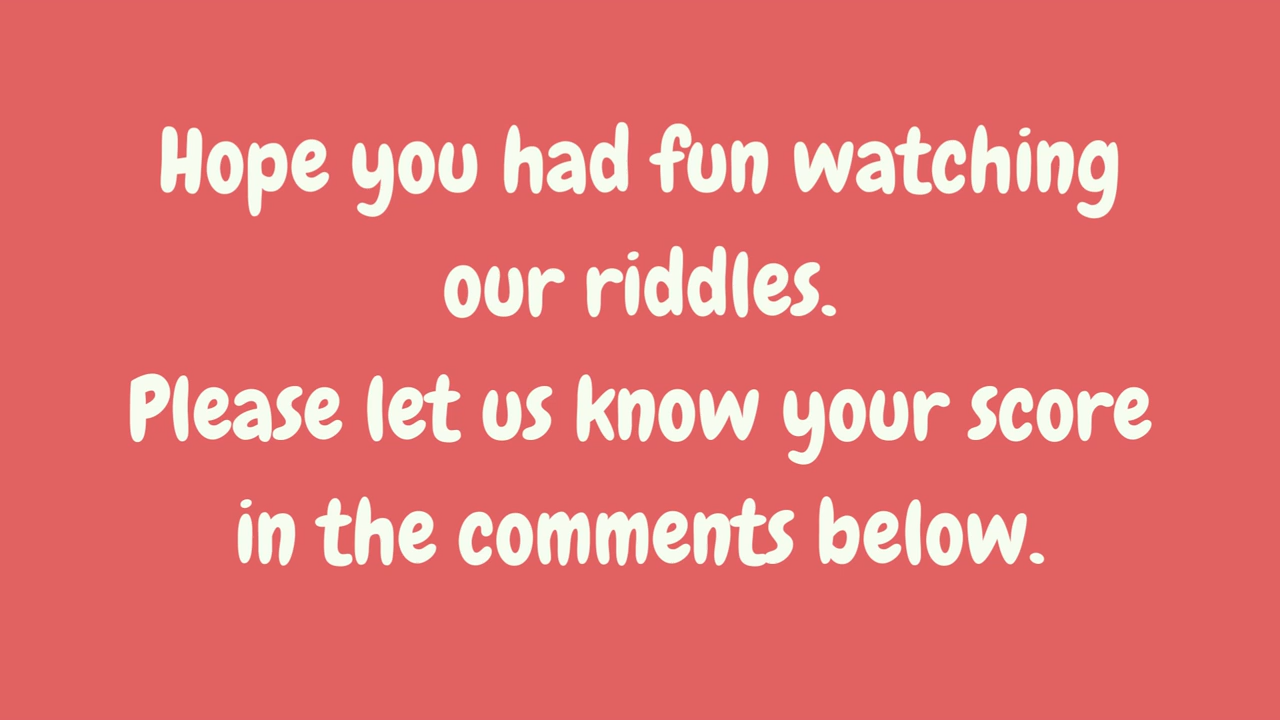 Hope you had fun watching
our riddles.
Please let us know your score
in the comments below.